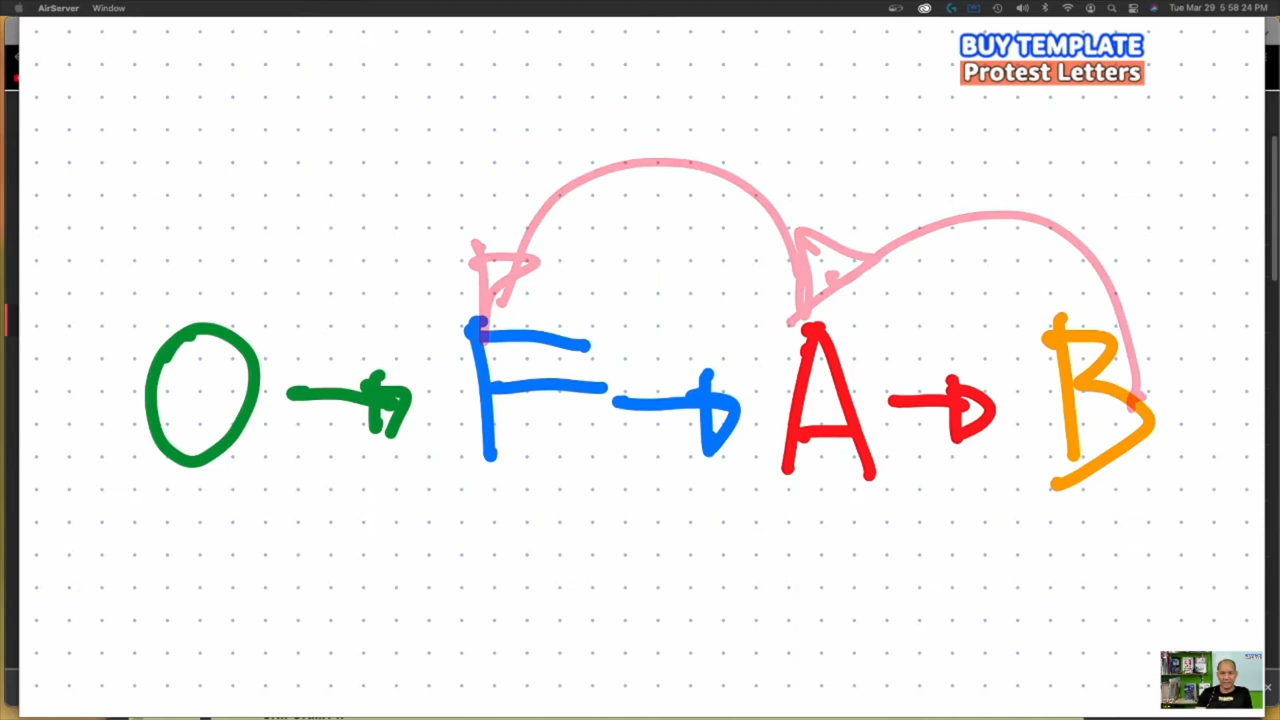 AirServer Window Tue Mar 29 5:58:24 PM
BUY TEMPLATE
Protest Letters
O F A B